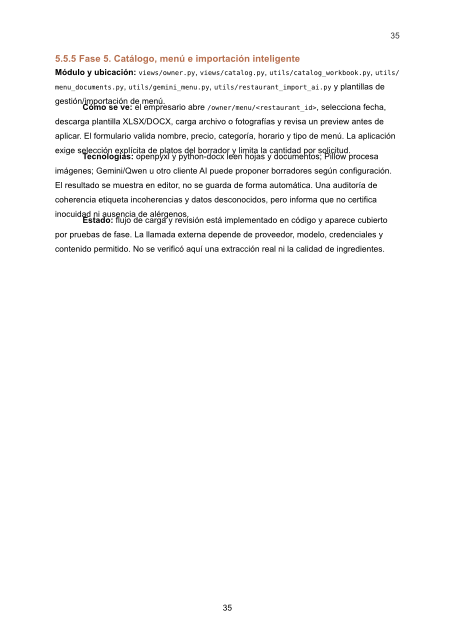 35
5.5.5 Fase 5. Catálogo, menú e importación inteligente
Módulo y ubicación: views/owner.py, views/catalog.py, utils/catalog_workbook.py, utils/
menu_documents.py, utils/gemini_menu.py, utils/restaurant_import_ai.py y plantillas de
gestión/importación de menú.
Cómo se ve: el empresario abre /owner/menu/<restaurant_id>, selecciona fecha,
descarga plantilla XLSX/DOCX, carga archivo o fotografías y revisa un preview antes de
aplicar. El formulario valida nombre, precio, categoría, horario y tipo de menú. La aplicación
exige selección explícita de platos del borrador y limita la cantidad por solicitud.
Tecnologías: openpyxl y python-docx leen hojas y documentos; Pillow procesa
imágenes; Gemini/Qwen u otro cliente AI puede proponer borradores según configuración.
El resultado se muestra en editor, no se guarda de forma automática. Una auditoría de
coherencia etiqueta incoherencias y datos desconocidos, pero informa que no certifica
inocuidad ni ausencia de alérgenos.
Estado: flujo de carga y revisión está implementado en código y aparece cubierto
por pruebas de fase. La llamada externa depende de proveedor, modelo, credenciales y
contenido permitido. No se verificó aquí una extracción real ni la calidad de ingredientes.
35